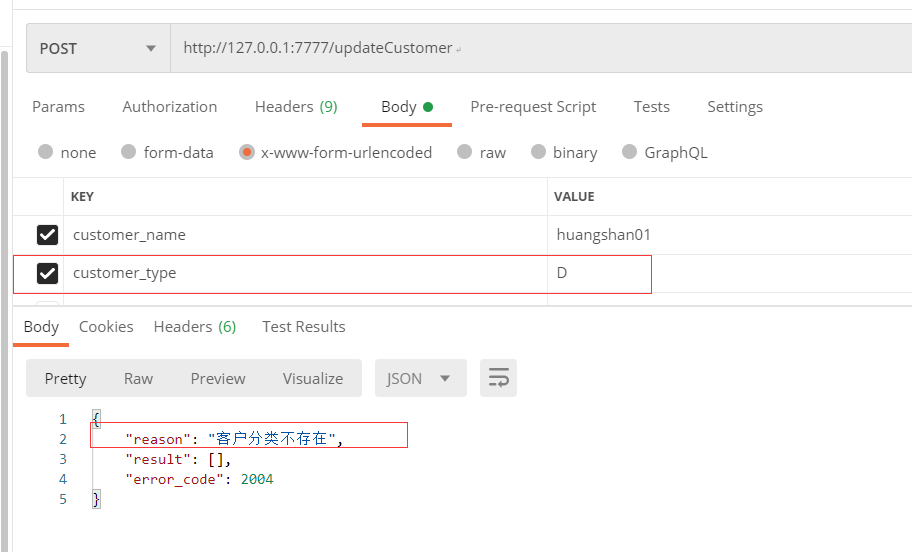 POST http://127.0.0.1:7777/updateCustomer
Params Authorization Headers (9) Body Pre-request Script Tests Settings
none form-data x-www-form-urlencoded raw binary GraphQL
KEY VALUE
customer_name huangshan01
customer_type D
Body Cookies Headers (6) Test Results
Pretty Raw Preview Visualize JSON
1 {
2 "reason": "客户分类不存在",
3 "result": [],
4 "error_code": 2004
5 }